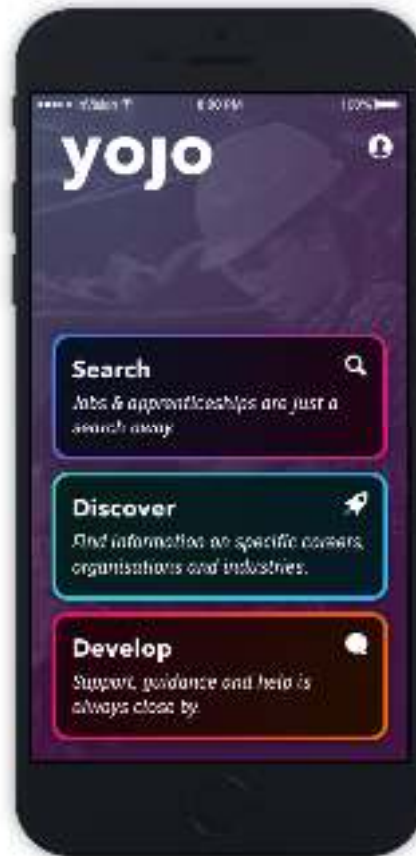 100%
yojo
Search
Jobs & apprenticeships are just a
search away.
Discover
Find information on specific careers,
organisations and industries.
Develop
Support, guidance and help is
always close by.